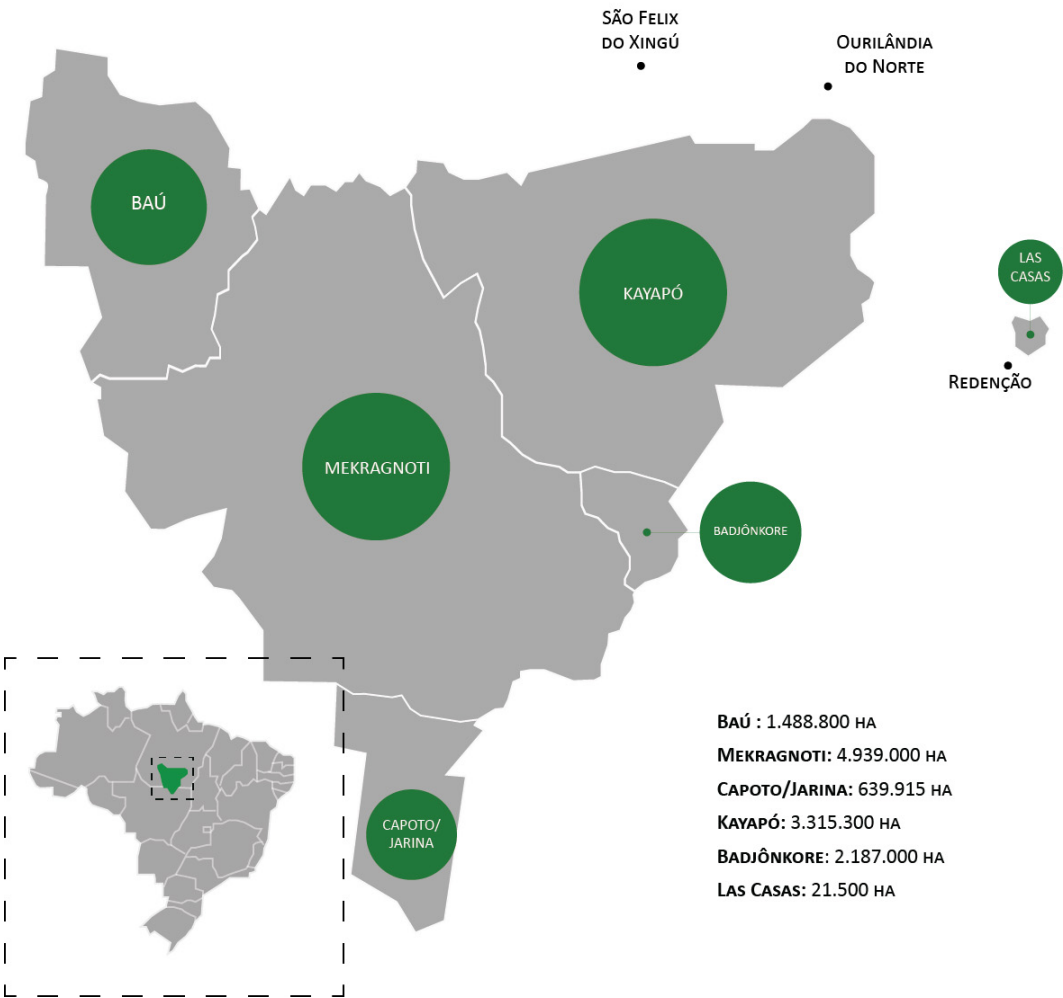 São Felix
do Xingú
Ourilândia
do Norte
Baú
Las
Casas
Kayapó
Redenção
Mekragnoti
Badjônkore
Capoto/
Jarina
Baú : 1.488.800 ha
Mekragnoti: 4.939.000 ha
Capoto/Jarina: 639.915 ha
Kayapó: 3.315.300 ha
Badjônkore: 2.187.000 ha
Las Casas: 21.500 ha